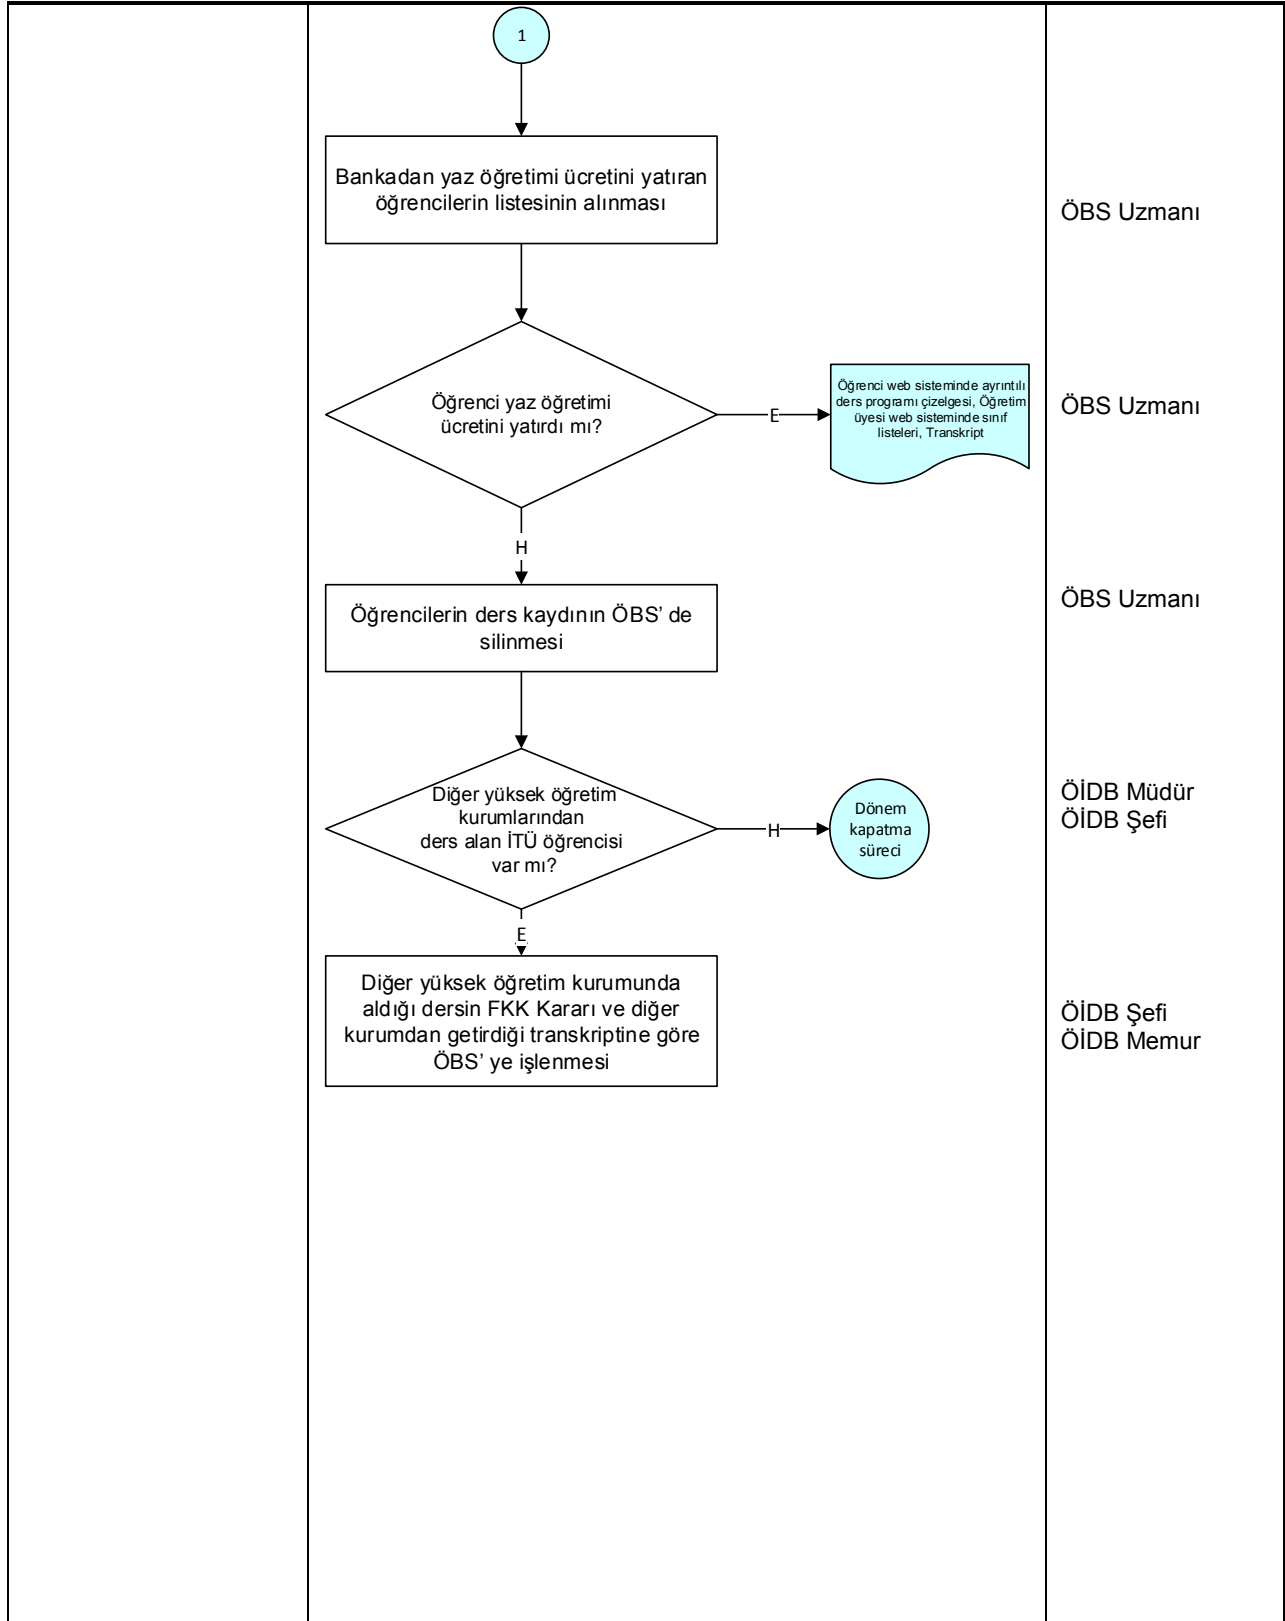 1
Bankadan yaz öğretimi ücretini yatıran
öğrencilerin listesinin alınması
ÖBS Uzmanı
Öğrenci yaz öğretimi
ücretini yatırdı mı?
E
Öğrenci web sisteminde ayrıntılı
ders programı çizelgesi, Öğretim
üyesi web sisteminde sınıf
listeleri, Transkript
ÖBS Uzmanı
H
Öğrencilerin ders kaydının ÖBS’ de
silinmesi
ÖBS Uzmanı
Diğer yüksek öğretim
kurumlarından
ders alan İTÜ öğrencisi
var mı?
H
Dönem
kapatma
süreci
ÖİDB Müdür
ÖİDB Şefi
E
Diğer yüksek öğretim kurumunda
aldığı dersin FKK Kararı ve diğer
kurumdan getirdiği transkriptine göre
ÖBS’ ye işlenmesi
ÖİDB Şefi
ÖİDB Memur